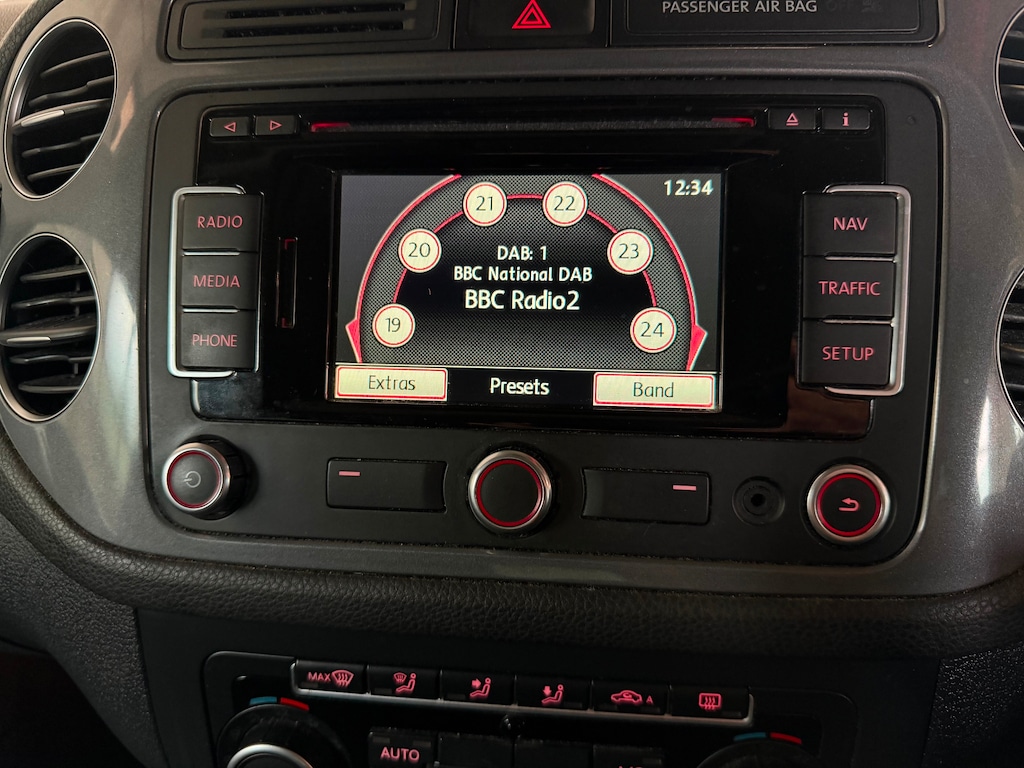 PASSENGER AIR BAG OFF
i
RADIO
MEDIA
PHONE
12:34
21 22
20 23
19 24
DAB: 1
BBC National DAB
BBC Radio2
Extras Presets Band
NAV
TRAFFIC
SETUP
MAX
A
AUTO